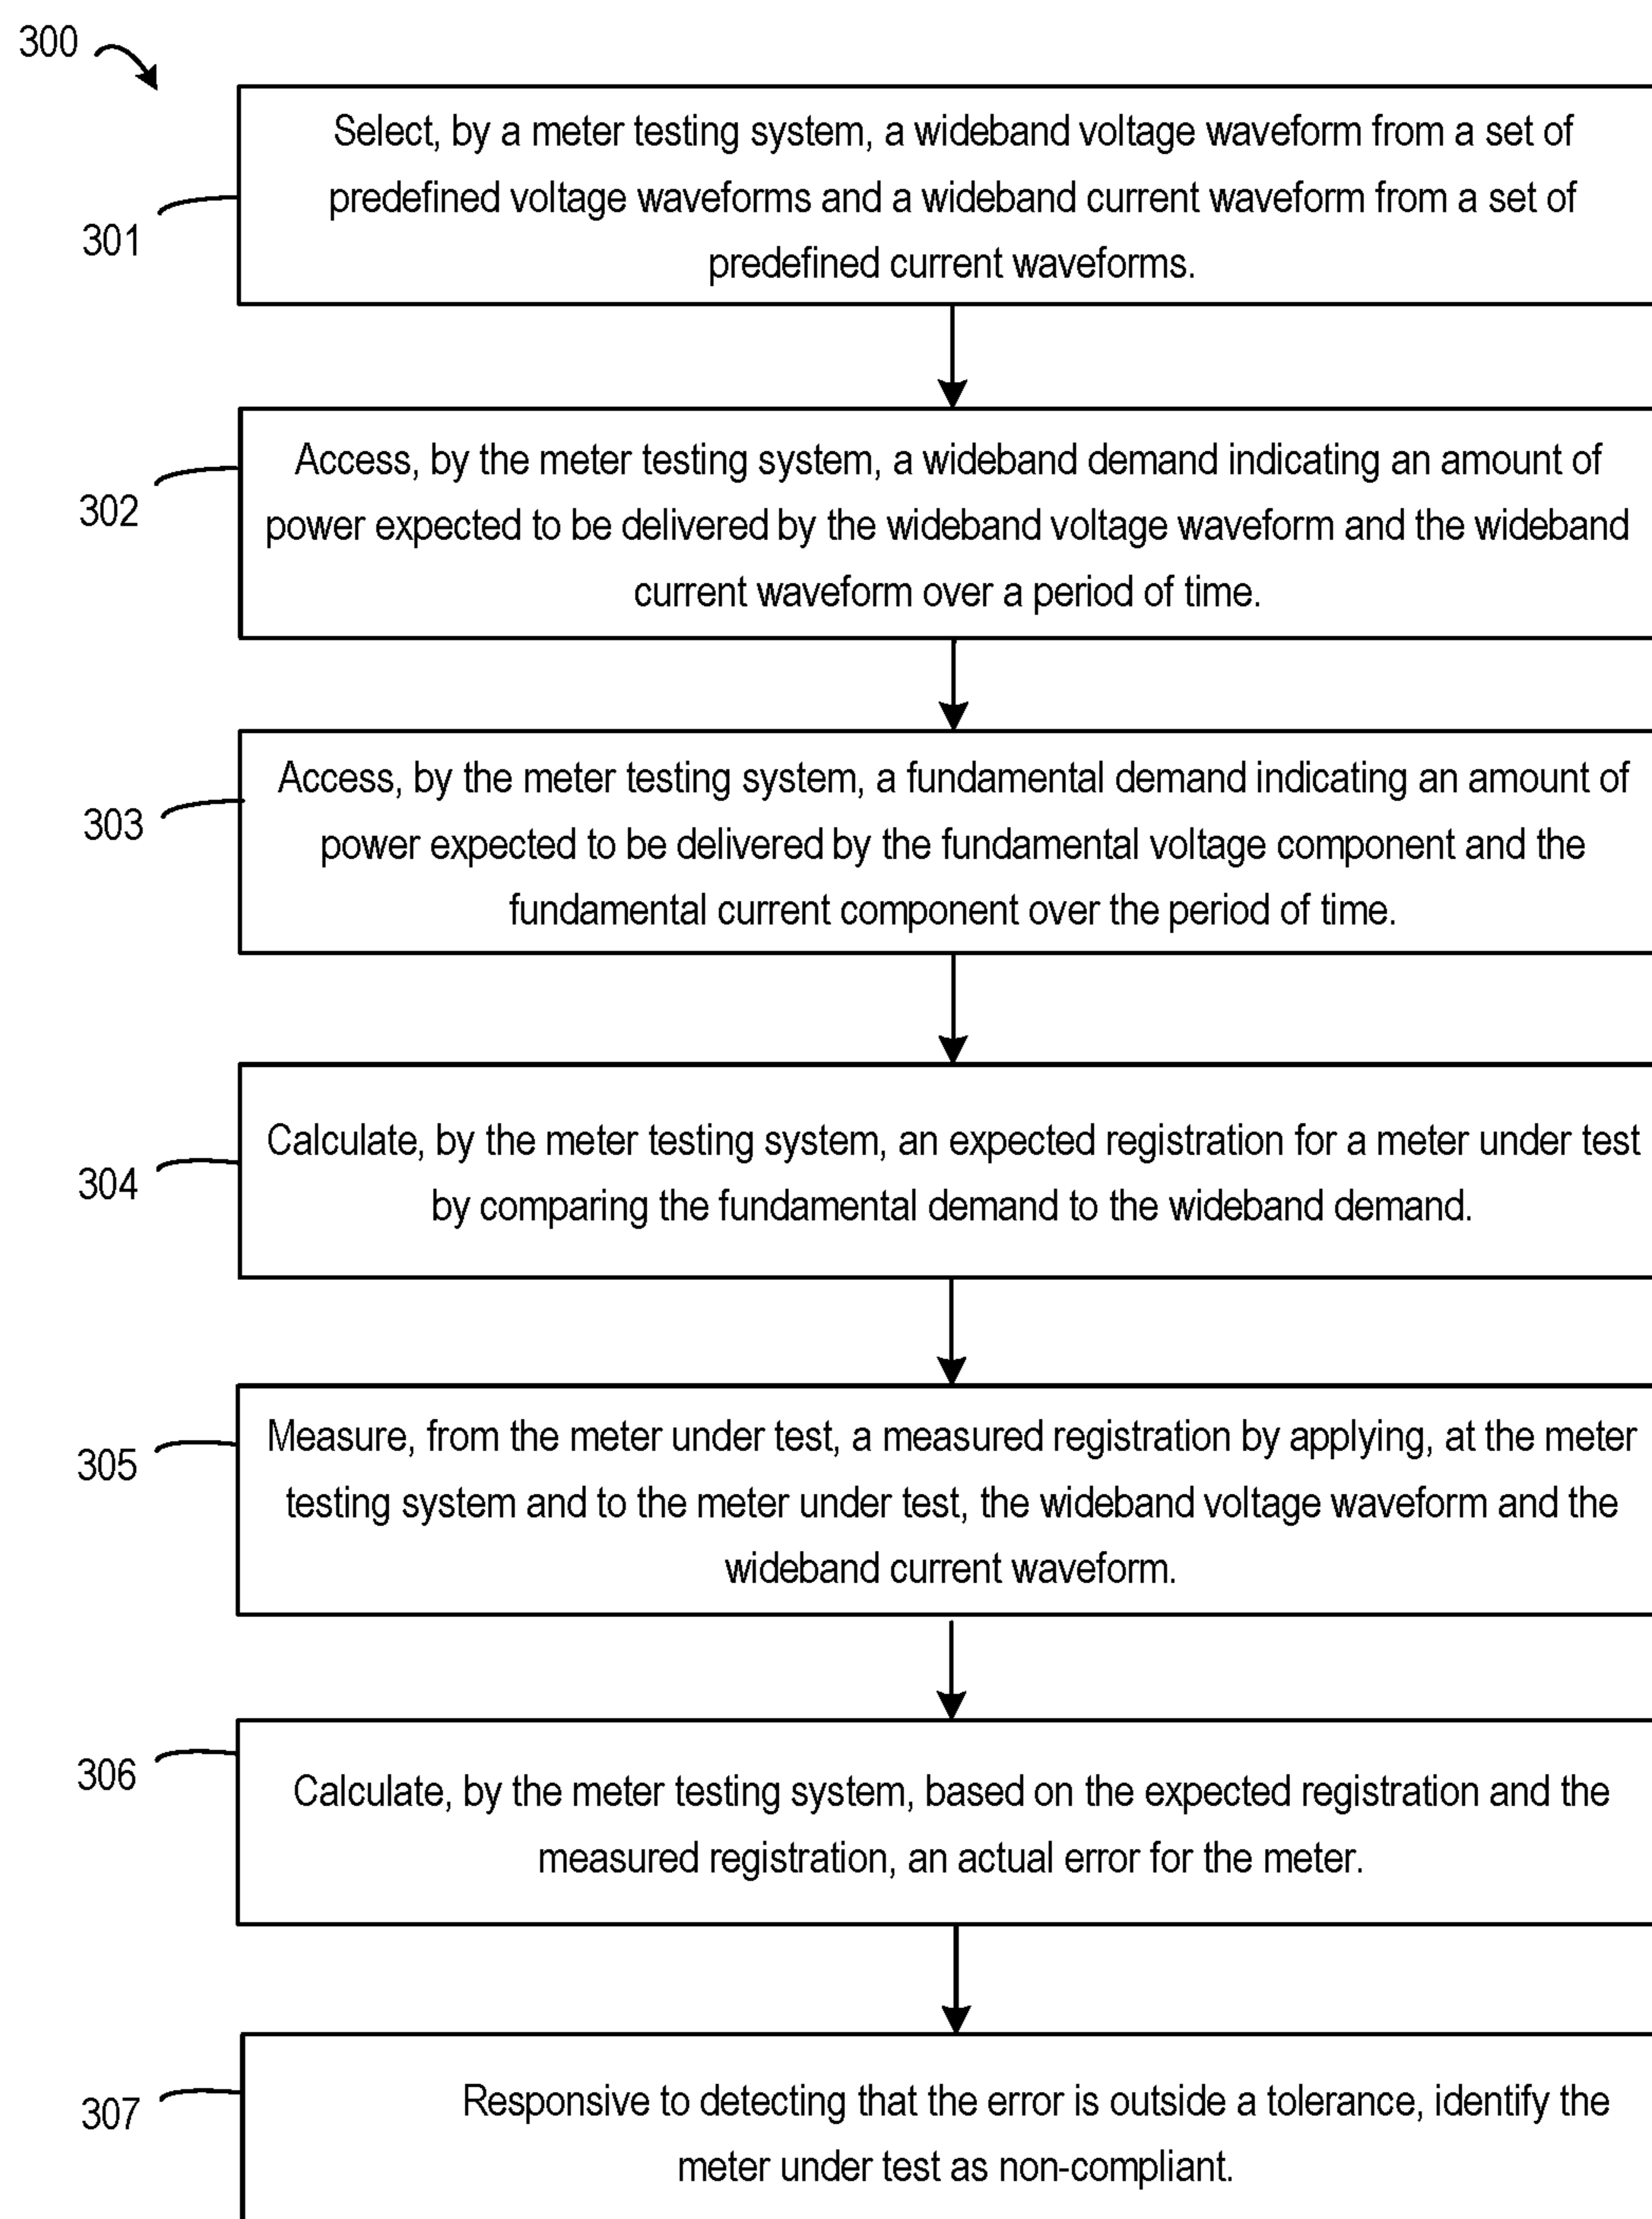 300
Select, by a meter testing system, a wideband voltage waveform from a set of
predefined voltage waveforms and a wideband current waveform from a set of
predefined current waveforms.
301
Access, by the meter testing system, a wideband demand indicating an amount of
power expected to be delivered by the wideband voltage waveform and the wideband
current waveform over a period of time.
302
Access, by the meter testing system, a fundamental demand indicating an amount of
power expected to be delivered by the fundamental voltage component and the
fundamental current component over the period of time.
303
Calculate, by the meter testing system, an expected registration for a meter under test
by comparing the fundamental demand to the wideband demand.
304
Measure, from the meter under test, a measured registration by applying, at the meter
testing system and to the meter under test, the wideband voltage waveform and the
wideband current waveform.
305
Calculate, by the meter testing system, based on the expected registration and the
measured registration, an actual error for the meter.
306
Responsive to detecting that the error is outside a tolerance, identify the
meter under test as non-compliant.
307